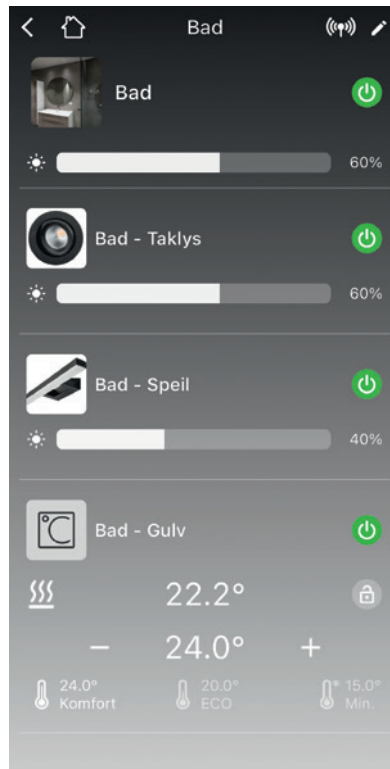 Bad
Bad
60%
Bad - Taklys
60%
Bad - Speil
40%
°C
Bad - Gulv
22.2°
− 24.0° +
24.0° 20.0° 15.0°
Komfort ECO Min.